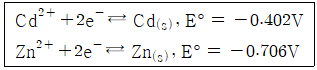 Cd²⁺ +2e⁻ ⇌ Cd₍ₛ₎, E° = −0.402V
Zn²⁺ +2e⁻ ⇌ Zn₍ₛ₎, E° = −0.706V